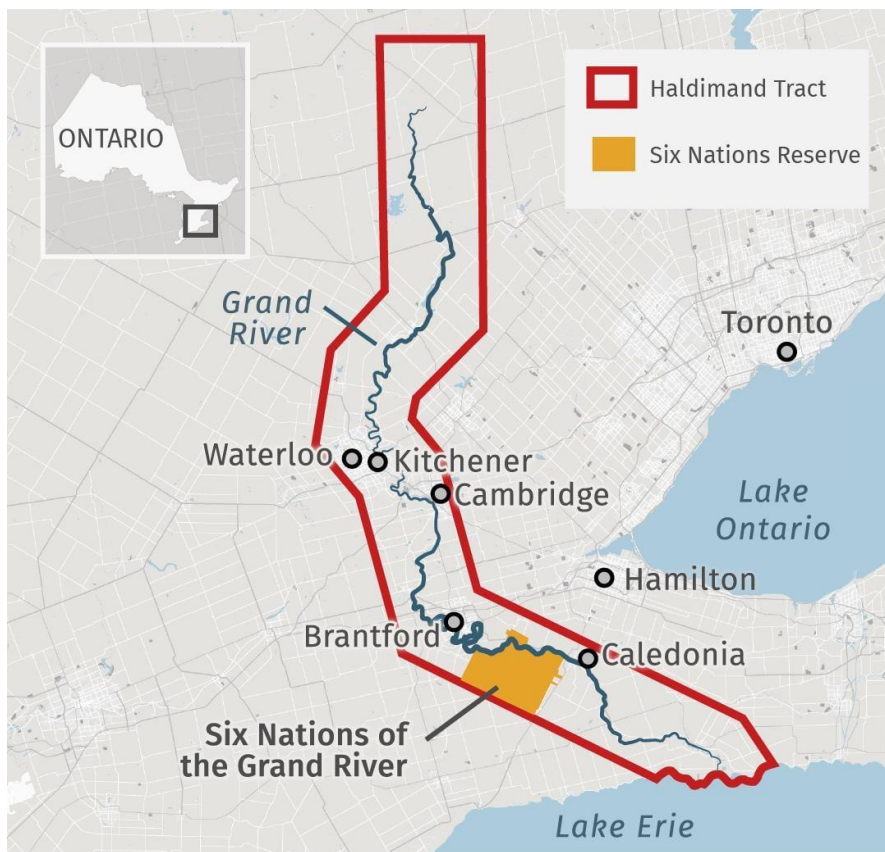 ONTARIO
Haldimand Tract
Six Nations Reserve
Grand
River
Toronto
Waterloo
Kitchener
Cambridge
Lake
Ontario
Hamilton
Brantford
Caledonia
Six Nations of
the Grand River
Lake Erie